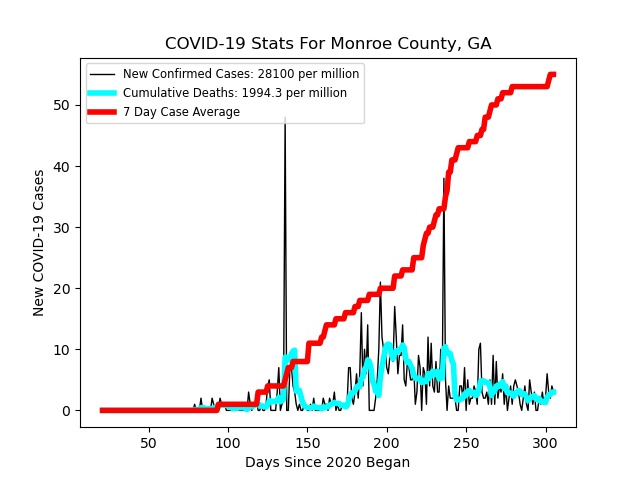 COVID-19 Stats For Monroe County, GA
New Confirmed Cases: 28100 per million
Cumulative Deaths: 1994.3 per million
7 Day Case Average
New COVID-19 Cases
50
40
30
20
10
0
50 100 150 200 250 300
Days Since 2020 Began